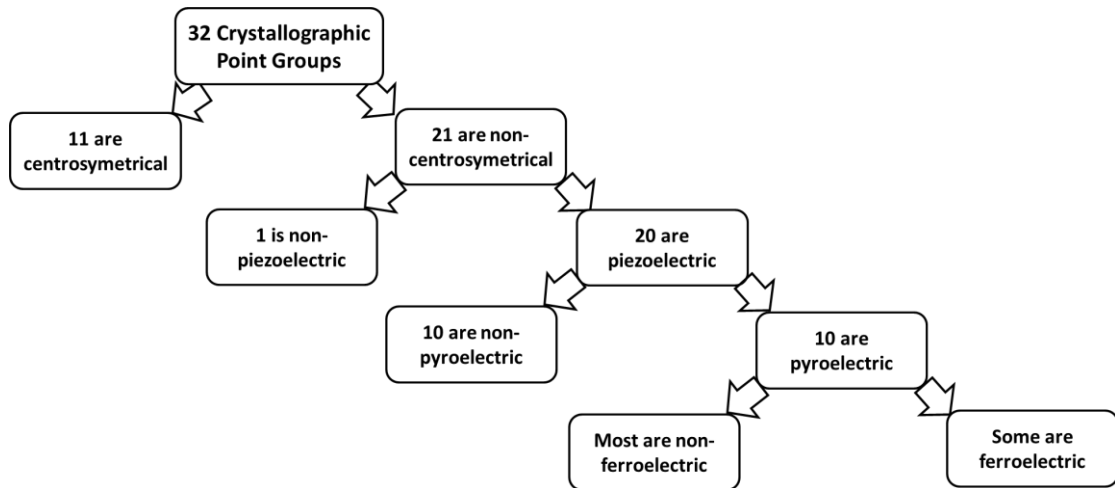 32 Crystallographic
Point Groups
11 are
centrosymetrical
21 are non-
centrosymetrical
1 is non-
piezoelectric
20 are
piezoelectric
10 are non-
pyroelectric
10 are
pyroelectric
Most are non-
ferroelectric
Some are
ferroelectric